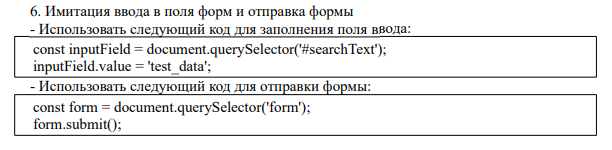 6. Имитация ввода в поля форм и отправка формы
- Использовать следующий код для заполнения поля ввода:
const inputField = document.querySelector('#searchText');
inputField.value = 'test_data';
- Использовать следующий код для отправки формы:
const form = document.querySelector('form');
form.submit();